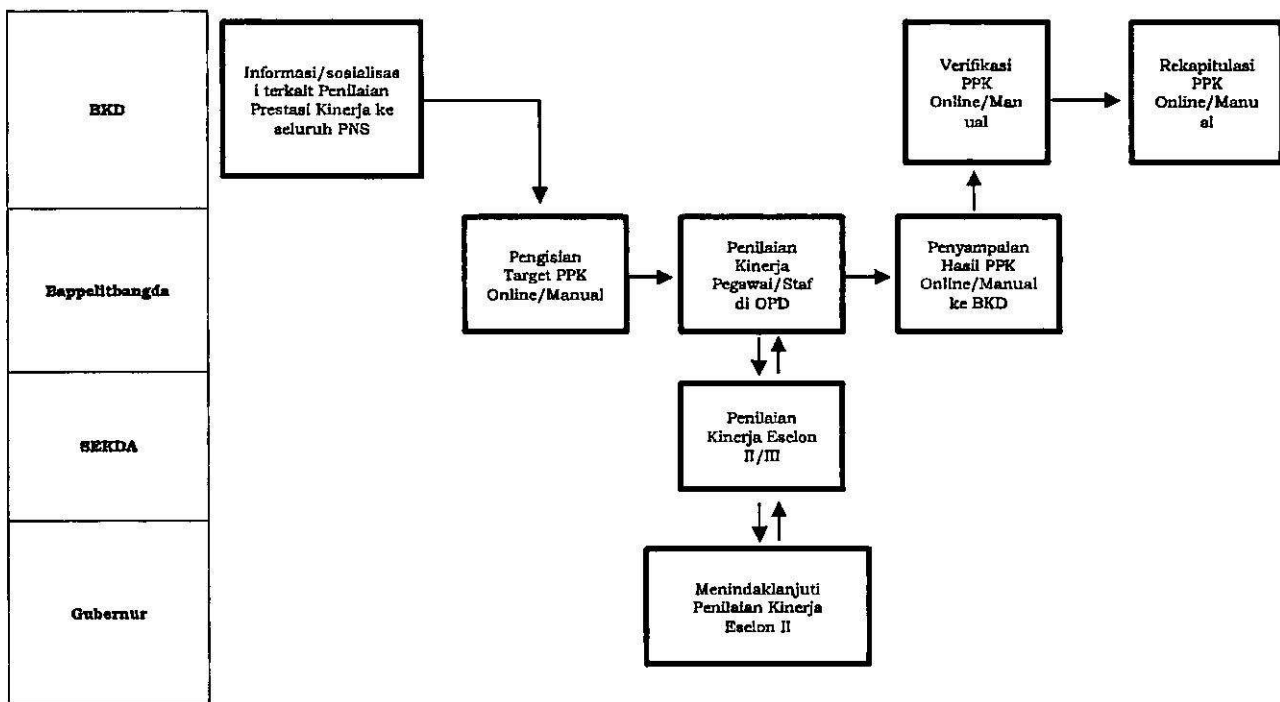 BKD
Informasi/sosialisas
i terkait Penilaian
Prestasi Kinerja ke
seluruh PNS
Verifikasi
PPK
Online/Man
ual
Rekapitulasi
PPK
Online/Manu
al
Bappelitbangda
Pengisian
Target PPK
Online/Manual
Penilaian
Kinerja
Pegawai/Staf
di OPD
Penyampaian
Hasil PPK
Online/Manual
ke BKD
SEKDA
Penilaian
Kinerja Eselon
II/III
Gubernur
Menindaklanjuti
Penilaian Kinerja
Eselon II